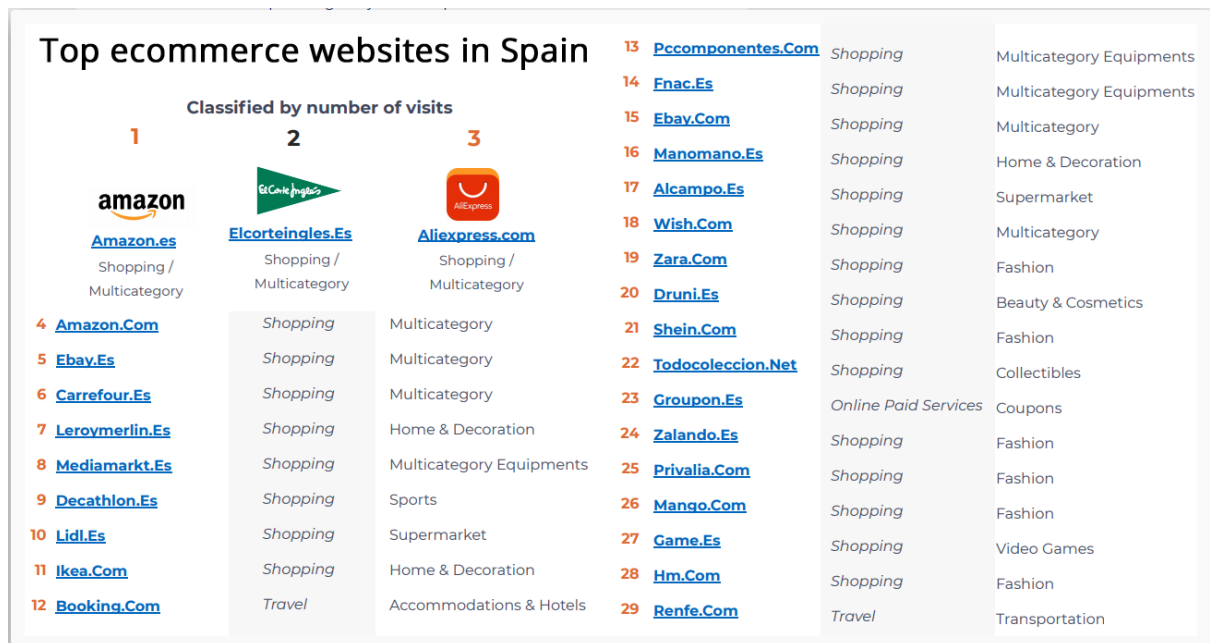 Top ecommerce websites in Spain
Classified by number of visits
1 2 3
amazon El Corte Inglés AliExpress
Amazon.es Elcorteingles.Es Aliexpress.com
Shopping / Shopping / Shopping /
Multicategory Multicategory Multicategory
4 Amazon.Com Shopping Multicategory
5 Ebay.Es Shopping Multicategory
6 Carrefour.Es Shopping Multicategory
7 Leroymerlin.Es Shopping Home & Decoration
8 Mediamarkt.Es Shopping Multicategory Equipments
9 Decathlon.Es Shopping Sports
10 Lidl.Es Shopping Supermarket
11 Ikea.Com Shopping Home & Decoration
12 Booking.Com Travel Accommodations & Hotels
13 Pccomponentes.Com Shopping Multicategory Equipments
14 Fnac.Es Shopping Multicategory Equipments
15 Ebay.Com Shopping Multicategory
16 Manomano.Es Shopping Home & Decoration
17 Alcampo.Es Shopping Supermarket
18 Wish.Com Shopping Multicategory
19 Zara.Com Shopping Fashion
20 Druni.Es Shopping Beauty & Cosmetics
21 Shein.Com Shopping Fashion
22 Todocoleccion.Net Shopping Collectibles
23 Groupon.Es Online Paid Services Coupons
24 Zalando.Es Shopping Fashion
25 Privalia.Com Shopping Fashion
26 Mango.Com Shopping Fashion
27 Game.Es Shopping Video Games
28 Hm.Com Shopping Fashion
29 Renfe.Com Travel Transportation